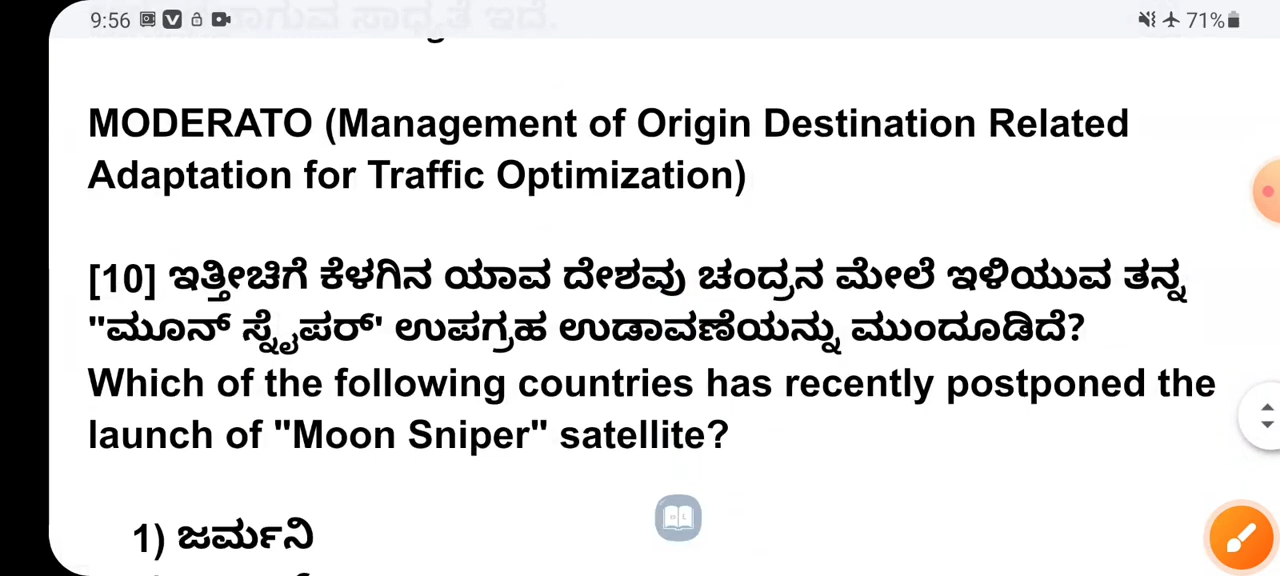 9:56
71%
ಸಾಧ್ಯತೆ ಇದೆ.
MODERATO (Management of Origin Destination Related
Adaptation for Traffic Optimization)
[10] ಇತ್ತೀಚಿಗೆ ಕೆಳಗಿನ ಯಾವ ದೇಶವು ಚಂದ್ರನ ಮೇಲೆ ಇಳಿಯುವ ತನ್ನ
"ಮೂನ್ ಸ್ನೈಪರ್' ಉಪಗ್ರಹ ಉಡಾವಣೆಯನ್ನು ಮುಂದೂಡಿದೆ?
Which of the following countries has recently postponed the
launch of "Moon Sniper" satellite?
1) ಜರ್ಮನಿ